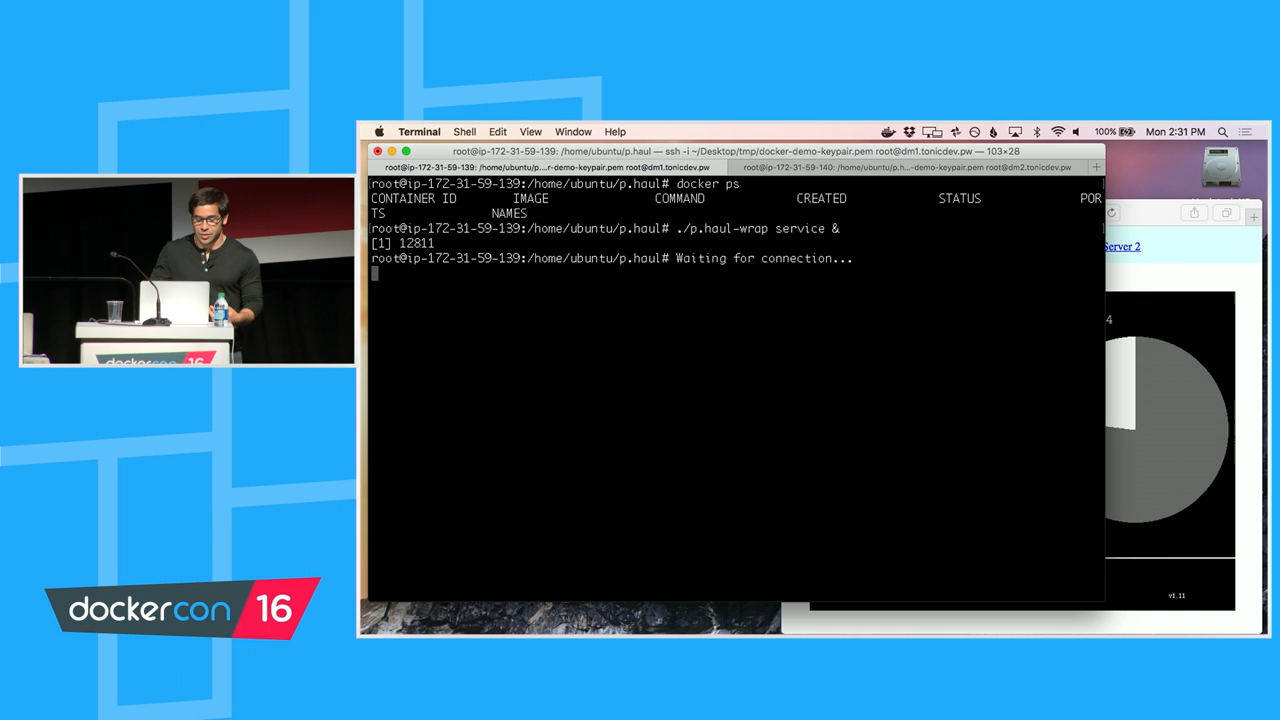 Terminal Shell Edit View Window Help 100% Mon 2:31 PM
root@ip-172-31-59-139: /home/ubuntu/p.haul — ssh -i ~/Desktop/tmp/docker-demo-keypair.pem root@dm1.tonicdev.pw — 103×28
root@ip-172-31-59-139: /home/ubuntu/p....r-demo-keypair.pem root@dm1.tonicdev.pw
root@ip-172-31-59-140: /home/ubuntu/p.h...-demo-keypair.pem root@dm2.tonicdev.pw
[root@ip-172-31-59-139:/home/ubuntu/p.haul# docker ps ]
CONTAINER ID IMAGE COMMAND CREATED STATUS POR
TS NAMES
[root@ip-172-31-59-139:/home/ubuntu/p.haul# ./p.haul-wrap service & ]
[1] 12811
root@ip-172-31-59-139:/home/ubuntu/p.haul# Waiting for connection...
Server 2
4
v1.11
dockercon 16
dockercon 16